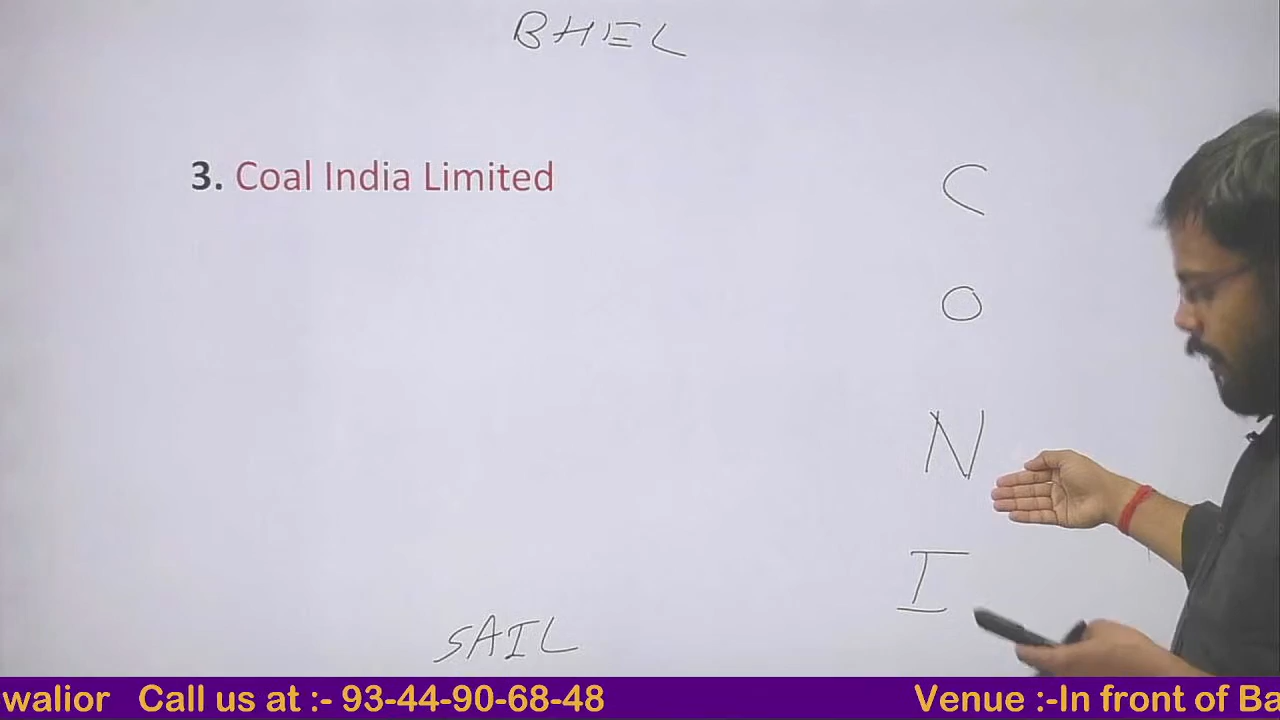 BHEL
3. Coal India Limited
C
O
N
I
SAIL
walior Call us at :- 93-44-90-68-48 Venue :-In front of Ba